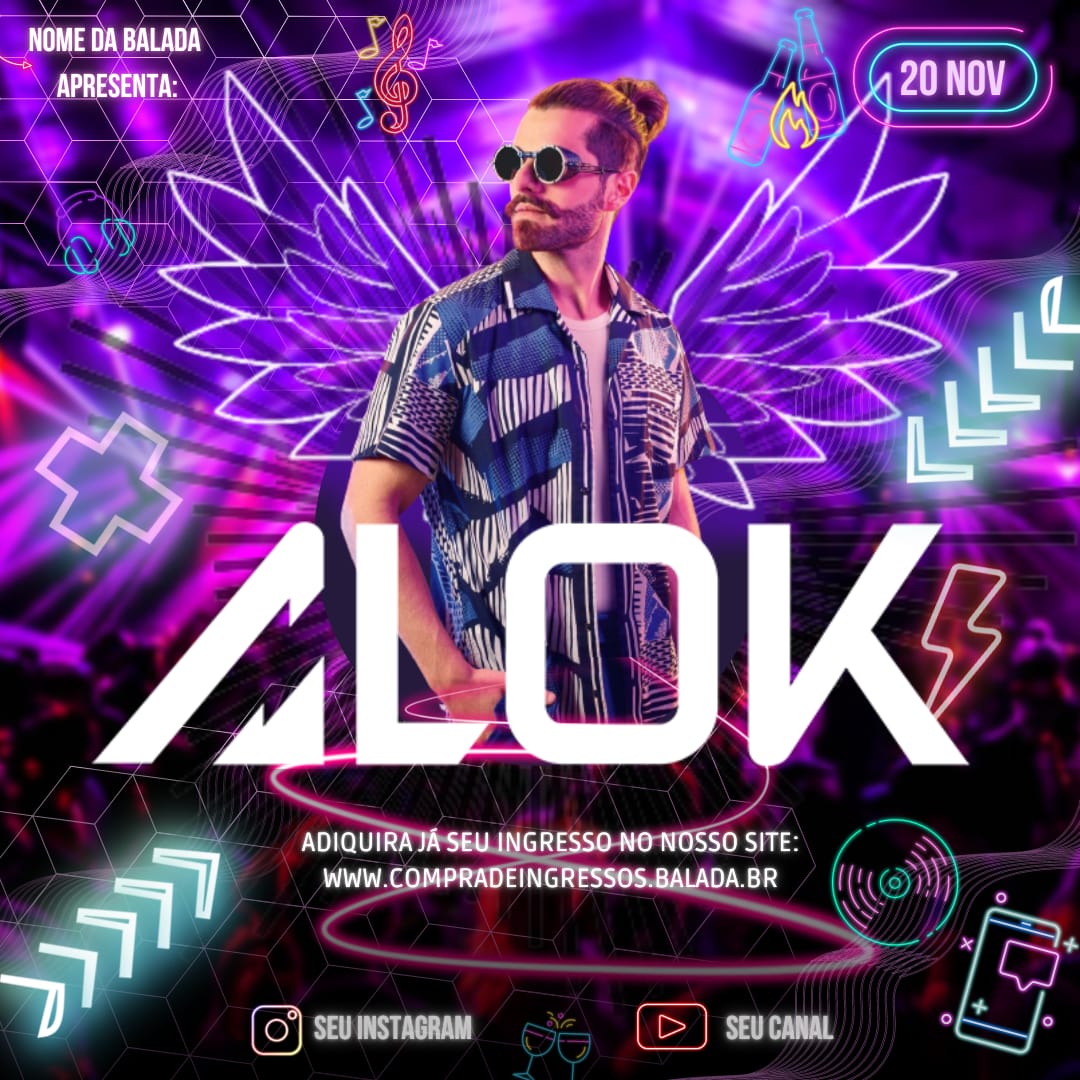 NOME DA BALADA
APRESENTA:
20 NOV
ALOK
ADIQUIRA JÁ SEU INGRESSO NO NOSSO SITE:
WWW.COMPRADEINGRESSOS.BALADA.BR
SEU INSTAGRAM
SEU CANAL